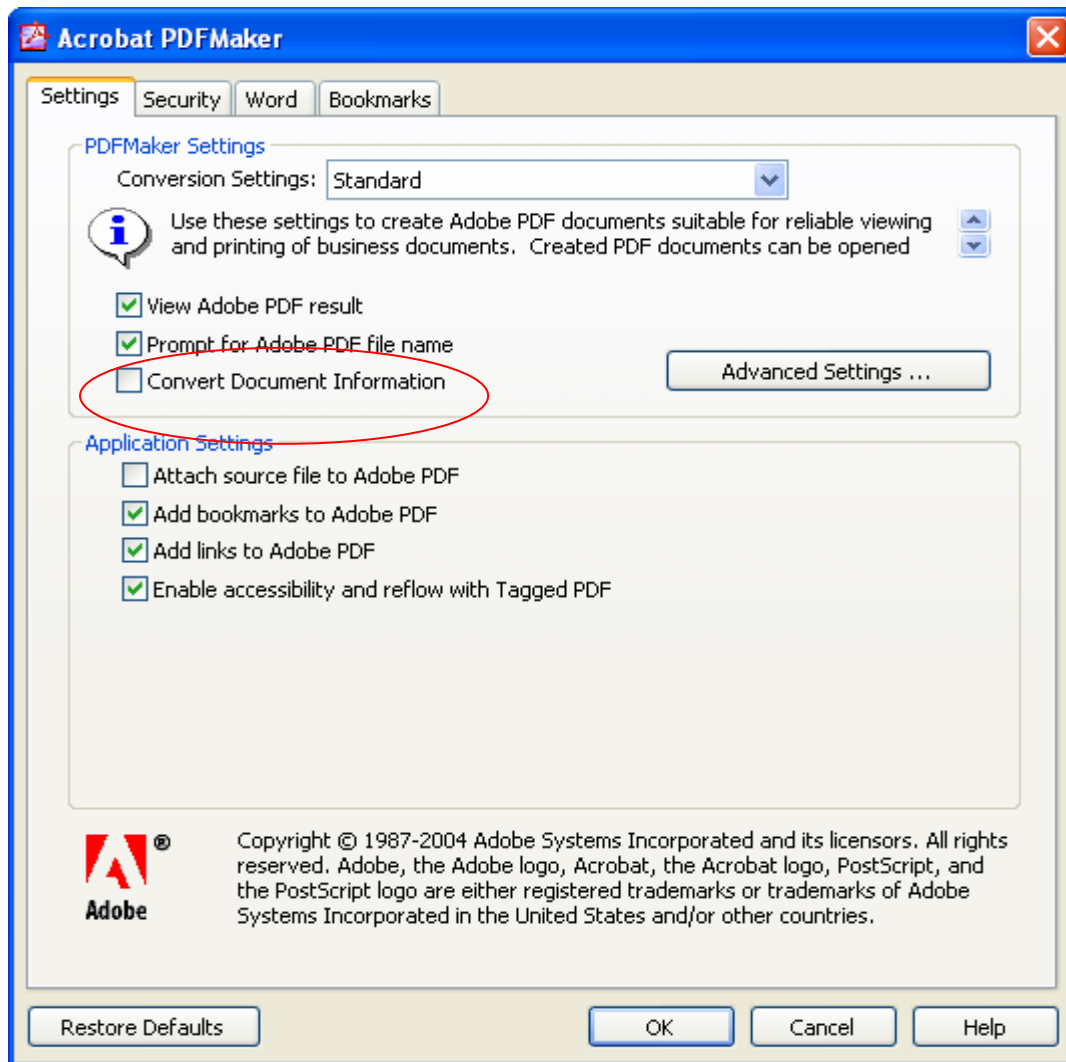 Acrobat PDFMaker
Settings
Security
Word
Bookmarks
PDFMaker Settings
Conversion Settings: Standard
Use these settings to create Adobe PDF documents suitable for reliable viewing
and printing of business documents.  Created PDF documents can be opened
View Adobe PDF result
Prompt for Adobe PDF file name
Convert Document Information
Advanced Settings ...
Application Settings
Attach source file to Adobe PDF
Add bookmarks to Adobe PDF
Add links to Adobe PDF
Enable accessibility and reflow with Tagged PDF
®
Adobe
Copyright © 1987-2004 Adobe Systems Incorporated and its licensors. All rights
reserved. Adobe, the Adobe logo, Acrobat, the Acrobat logo, PostScript, and
the PostScript logo are either registered trademarks or trademarks of Adobe
Systems Incorporated in the United States and/or other countries.
Restore Defaults
OK
Cancel
Help